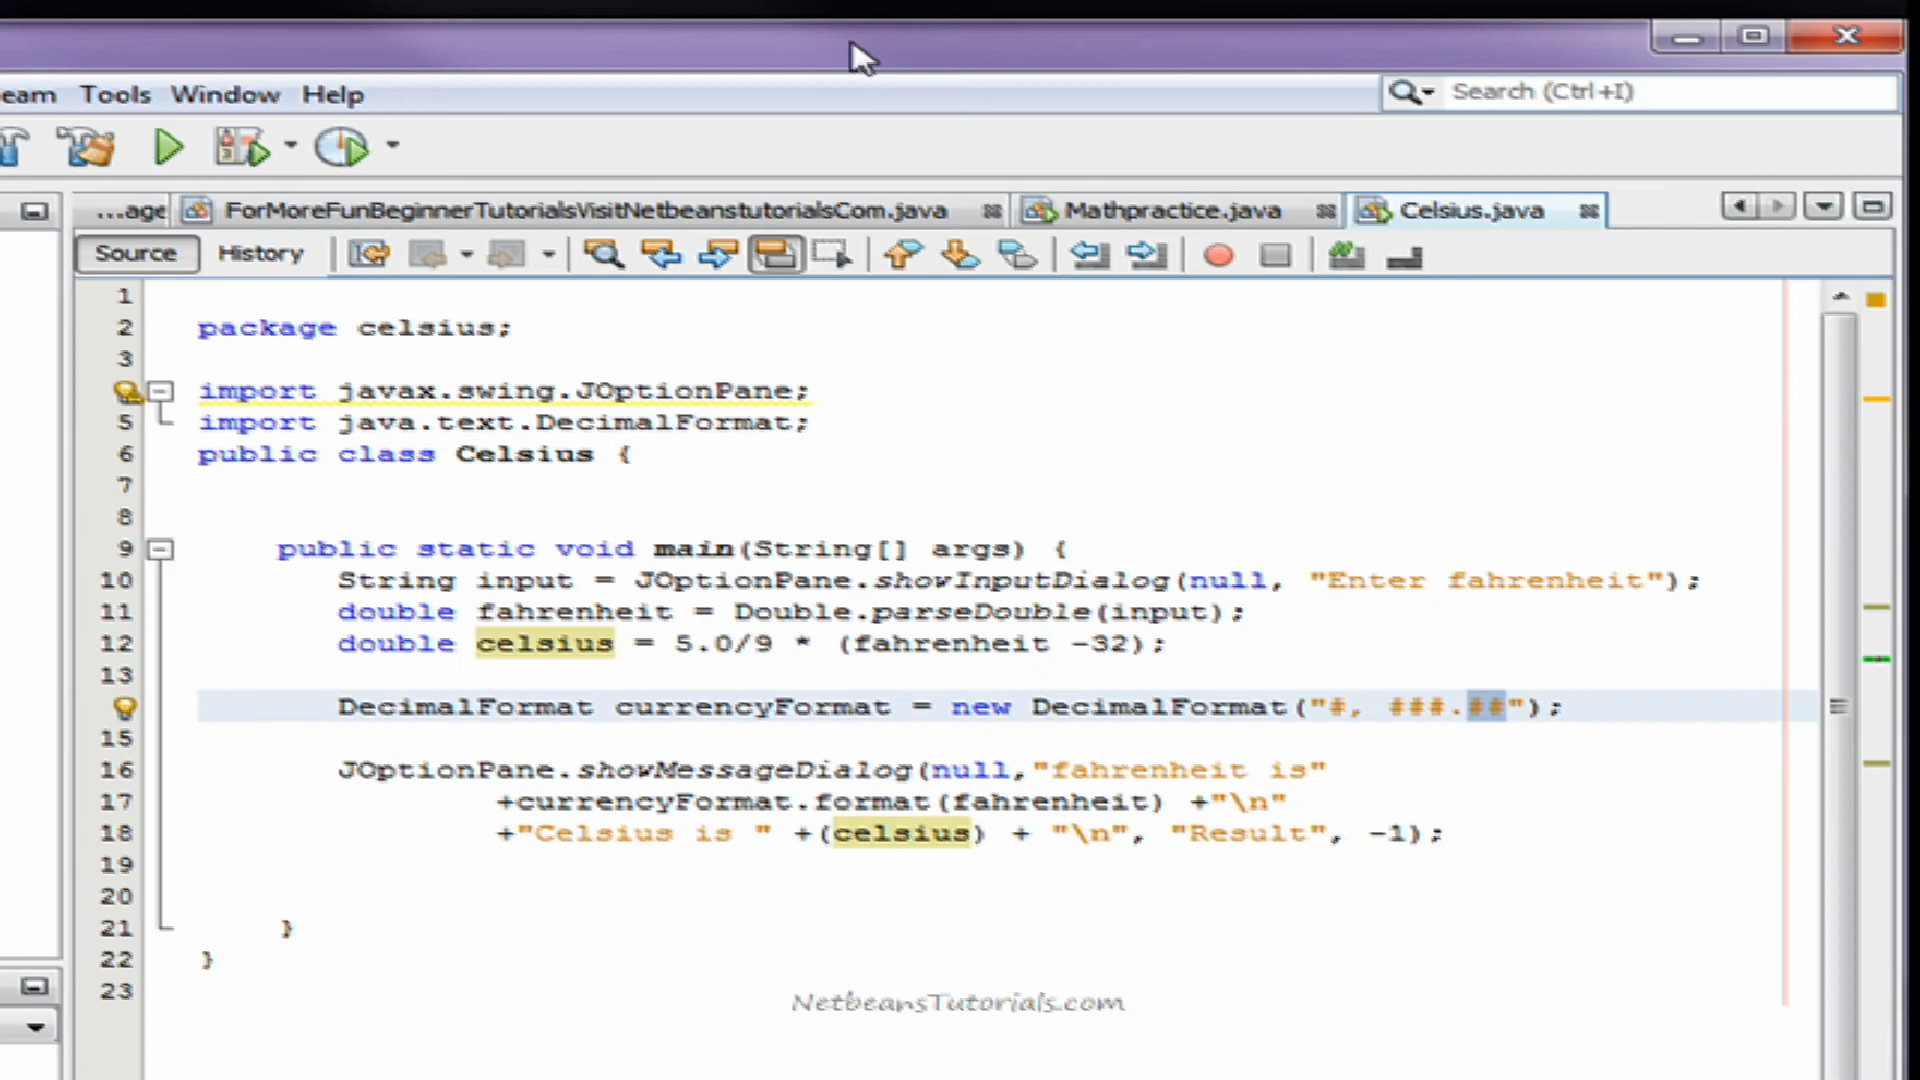 eam Tools Window Help
Search (Ctrl+I)
...age ForMoreFunBeginnerTutorialsVisitNetbeanstutorialsCom.java Mathpractice.java Celsius.java
Source History
1
2 package celsius;
3
import javax.swing.JOptionPane;
5 import java.text.DecimalFormat;
6 public class Celsius {
7
8
9 public static void main(String[] args) {
10 String input = JOptionPane.showInputDialog(null, "Enter fahrenheit");
11 double fahrenheit = Double.parseDouble(input);
12 double celsius = 5.0/9 * (fahrenheit -32);
13
DecimalFormat currencyFormat = new DecimalFormat("#, ###.##");
15
16 JOptionPane.showMessageDialog(null,"fahrenheit is"
17 +currencyFormat.format(fahrenheit) +"\n"
18 +"Celsius is " +(celsius) + "\n", "Result", -1);
19
20
21 }
22 }
23
NetbeansTutorials.com